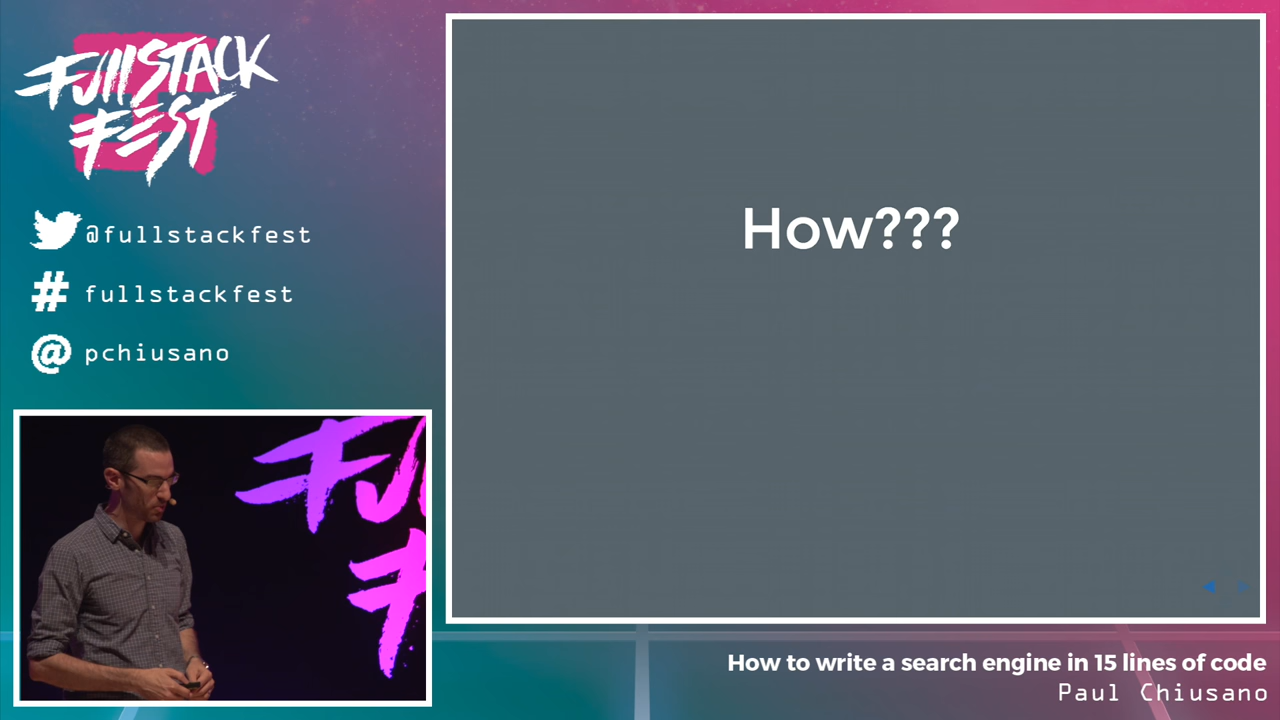 FullSTACK
FEST
@fullstackfest
# fullstackfest
@ pchiusano
How???
How to write a search engine in 15 lines of code
Paul Chiusano